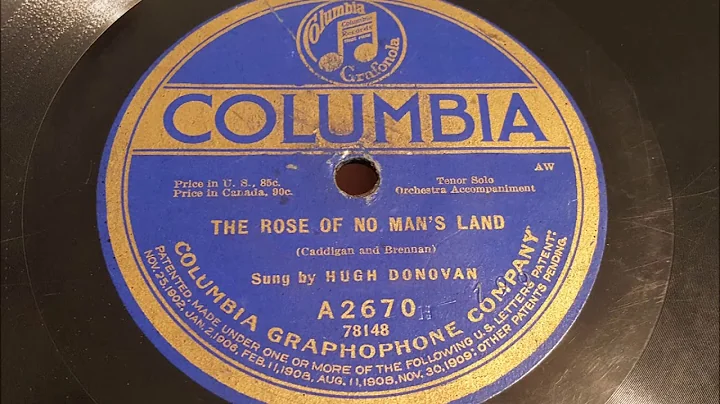 Columbia
Columbia
Records
Grafonola
COLUMBIA
AW
Price in U. S., 85c.
Price in Canada, 90c.
Tenor Solo
Orchestra Accompaniment
THE ROSE OF NO MAN'S LAND
(Caddigan and Brennan)
Sung by HUGH DONOVAN
A2670
78148
COLUMBIA GRAPHOPHONE COMPANY
PATENTED, MADE UNDER ONE OR MORE OF THE FOLLOWING U.S. LETTERS PATENT:
NOV. 25, 1902, JAN. 2, 1906, FEB. 11, 1908, AUG. 11, 1908, NOV. 30, 1909; OTHER PATENTS PENDING.